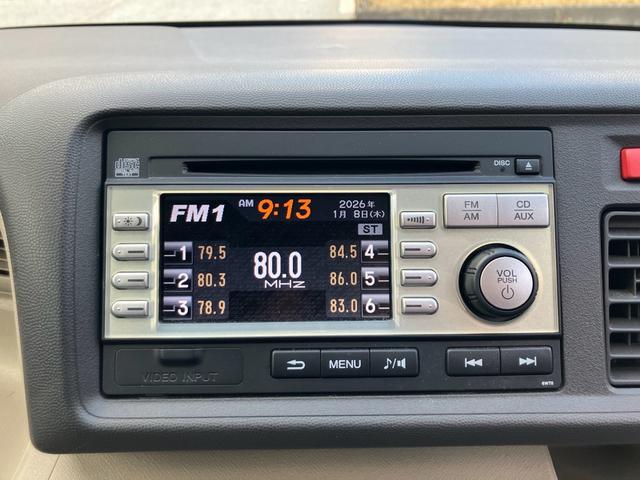 disc
DISC
FM1
AM 9:13
2026年
1月 8日(木)
ST
1 79.5
2 80.3
3 78.9
80.0
MHz
84.5 4
86.0 5
83.0 6
FM
AM
CD
AUX
VOL
PUSH
VIDEO INPUT
MENU